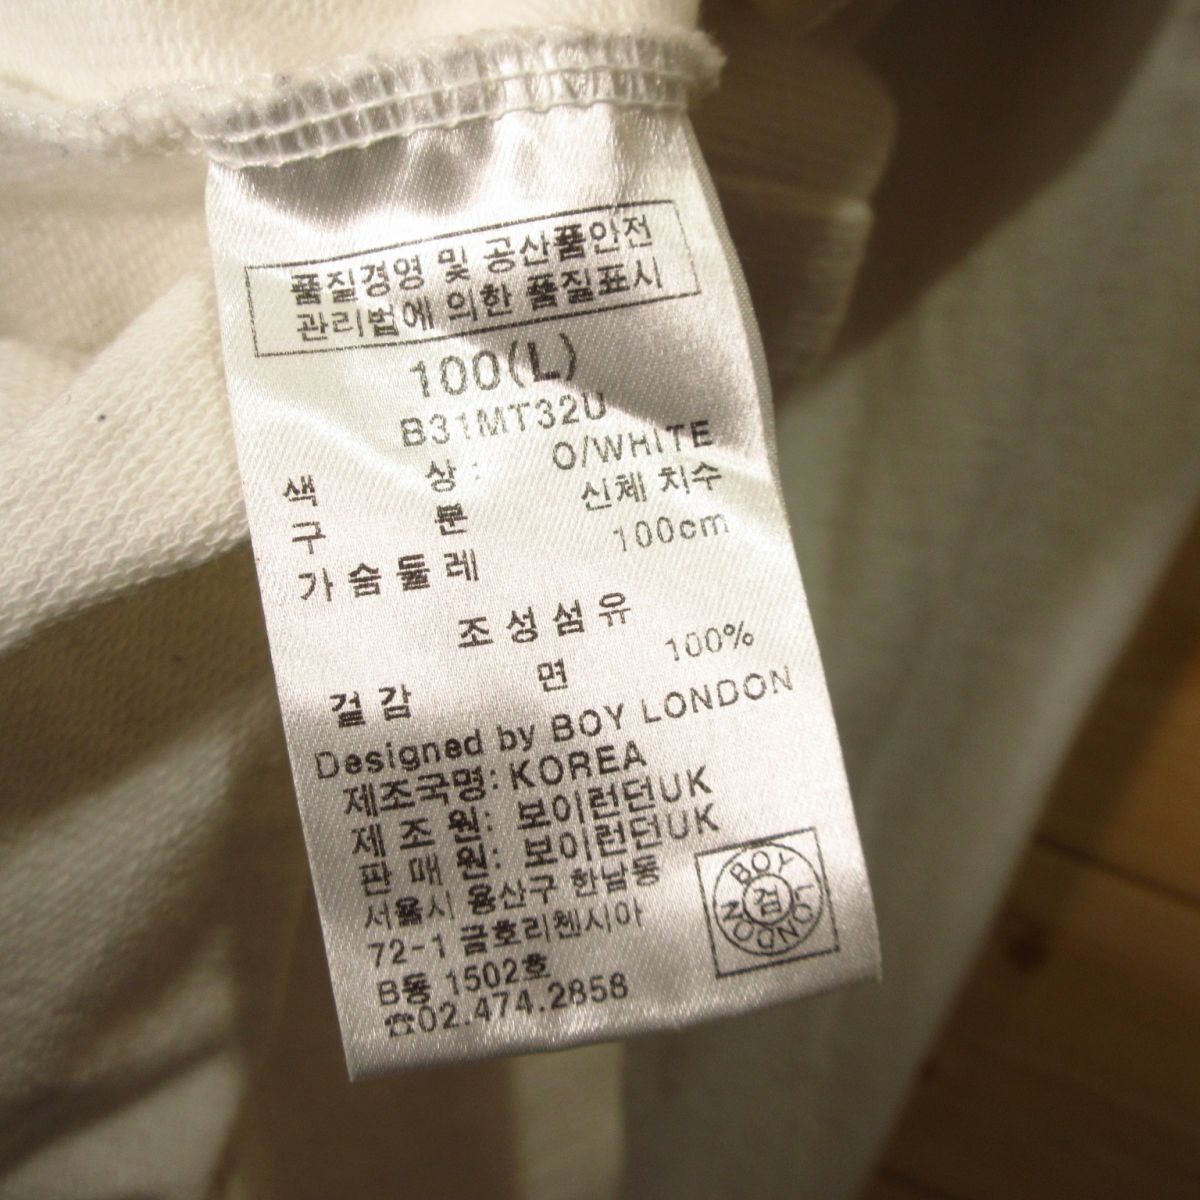 품질경영 및 공산품안전
관리법에 의한 품질표시
100(L)
B31MT32U
색 상: O/WHITE
구 분 신체 치수
가슴둘레 100cm
조성섬유
겉감 면 100%
Designed by BOY LONDON
제조국명: KOREA
제 조 원: 보이런던UK
판 매 원: 보이런던UK
서울시 용산구 한남동
72-1 금호리첸시아
B동 1502호
☎02.474.2858
BOY LONDON
검